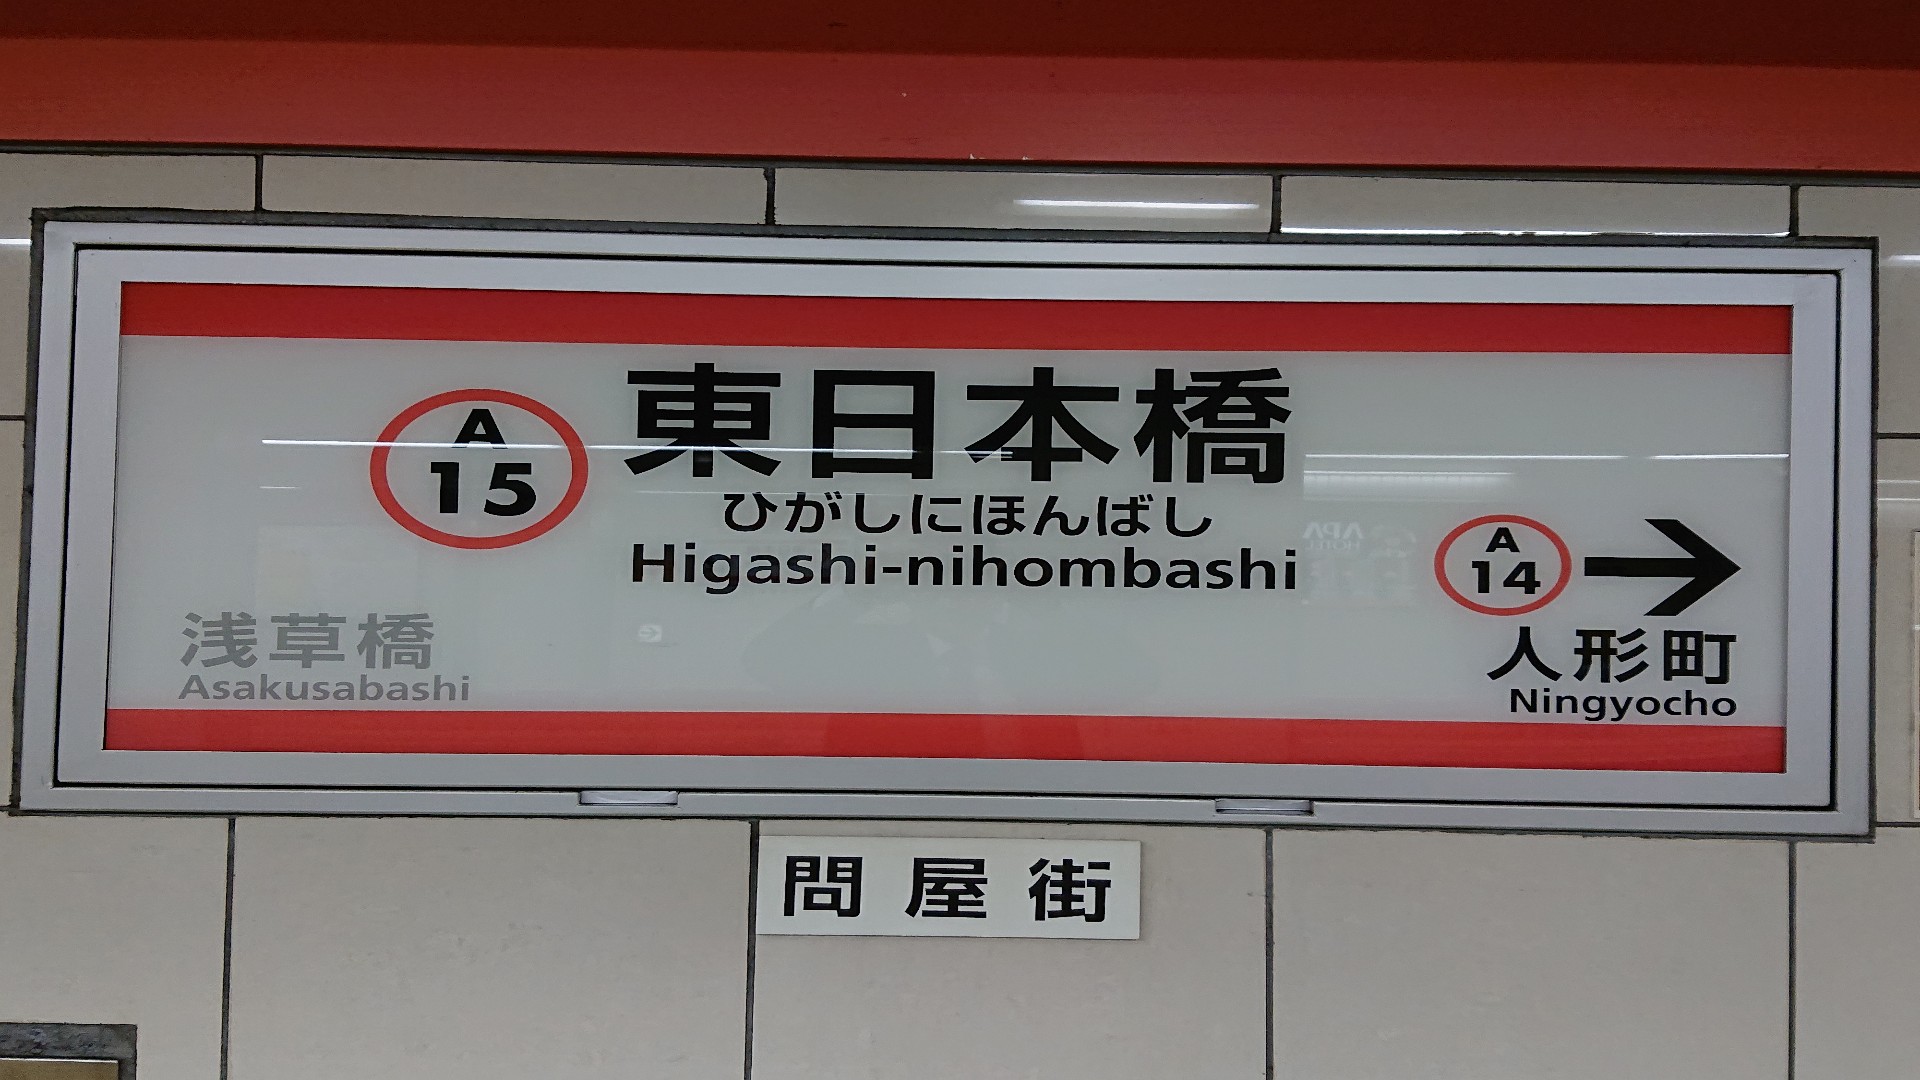 A
15
東日本橋
ひがしにほんばし
Higashi-nihombashi
A
14
人形町
Ningyocho
浅草橋
Asakusabashi
問屋街